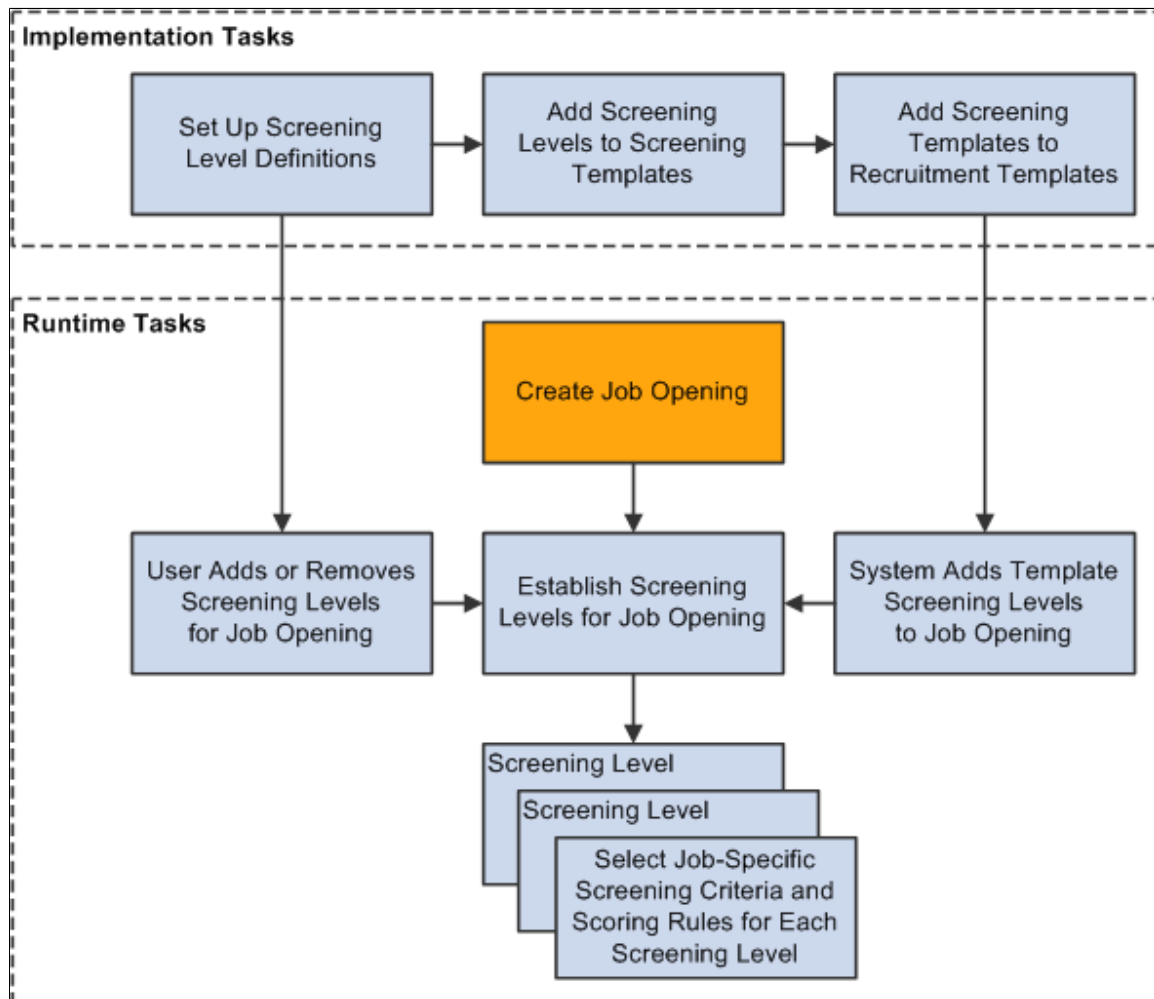 Implementation Tasks
Set Up Screening
Level Definitions
Add Screening
Levels to Screening
Templates
Add Screening
Templates to
Recruitment Templates
Runtime Tasks
Create Job Opening
User Adds or Removes
Screening Levels
for Job Opening
Establish Screening
Levels for Job Opening
System Adds Template
Screening Levels
to Job Opening
Screening Level
Screening Level
Select Job-Specific
Screening Criteria and
Scoring Rules for Each
Screening Level